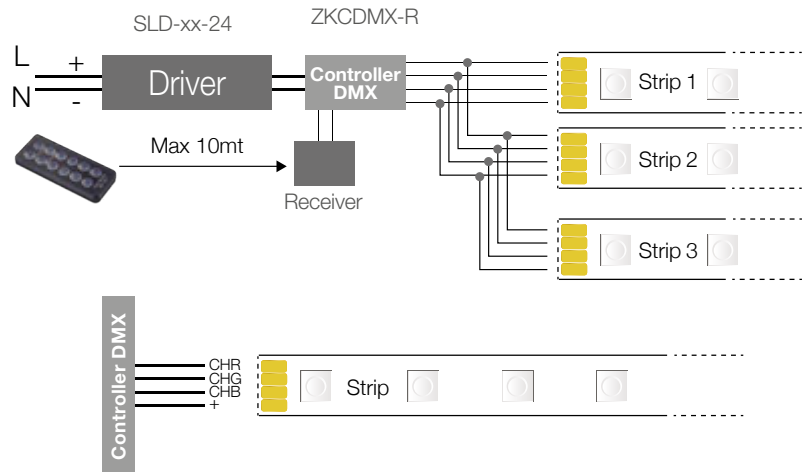 SLD-xx-24
ZKCDMX-R
L
+
N
-
Driver
Controller
DMX
Strip 1
Max 10mt
Strip 2
Receiver
Strip 3
Controller DMX
CHR
CHG
CHB
+
Strip